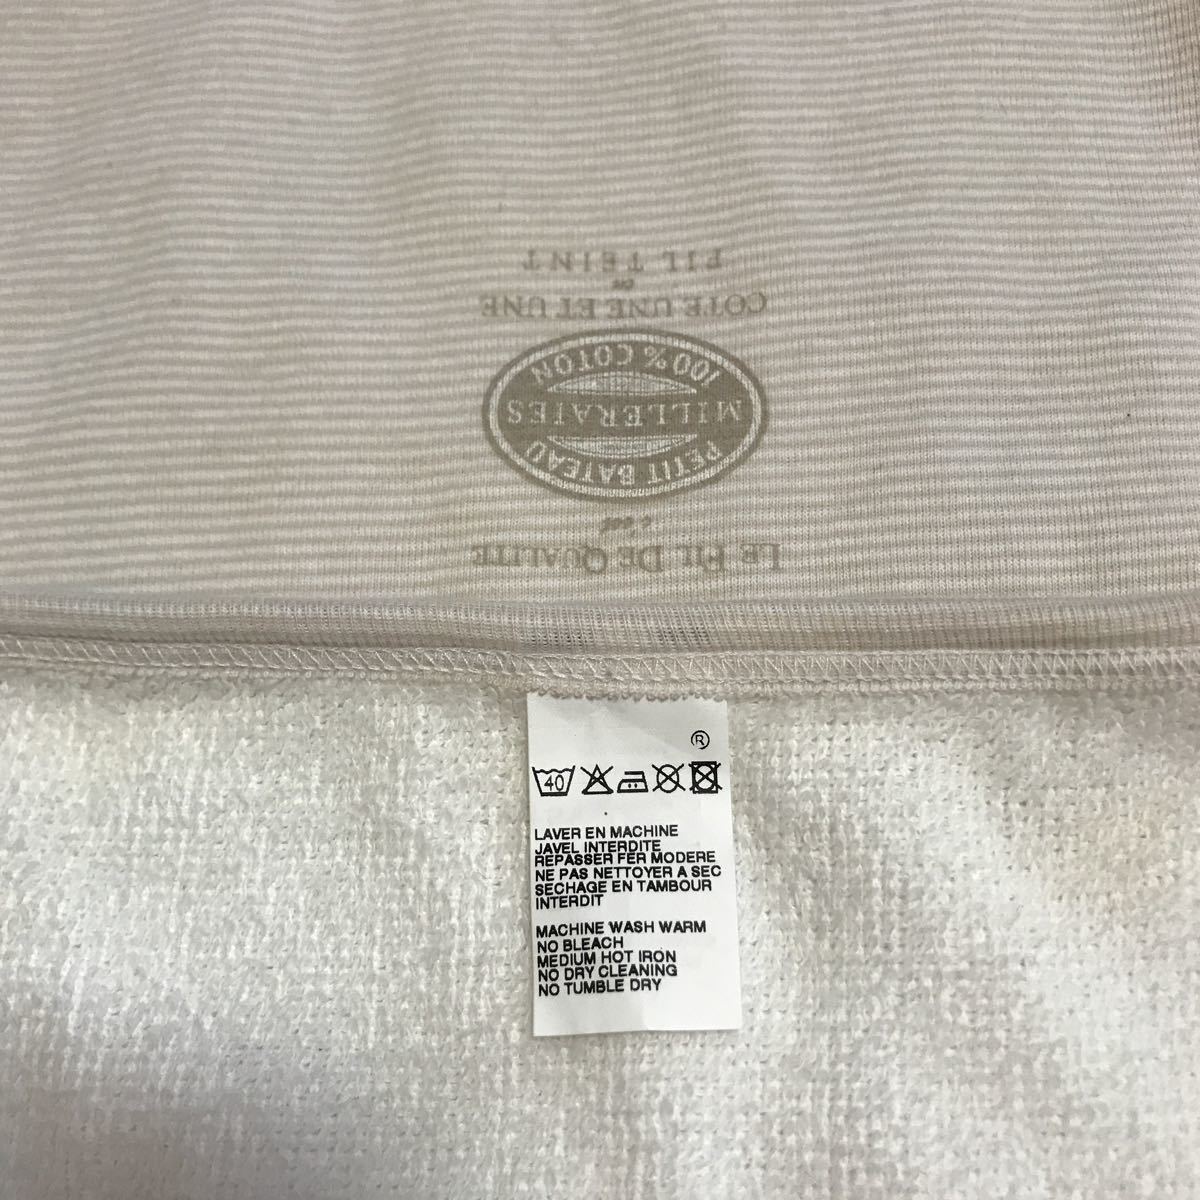 LE FIL DE QUALITE
c'est
PETIT BATEAU
MILLERAIES
100% COTON
COTE UNE ET UNE
en
FIL TEINT
®
40
LAVER EN MACHINE
JAVEL INTERDITE
REPASSER FER MODERE
NE PAS NETTOYER A SEC
SECHAGE EN TAMBOUR
INTERDIT
MACHINE WASH WARM
NO BLEACH
MEDIUM HOT IRON
NO DRY CLEANING
NO TUMBLE DRY